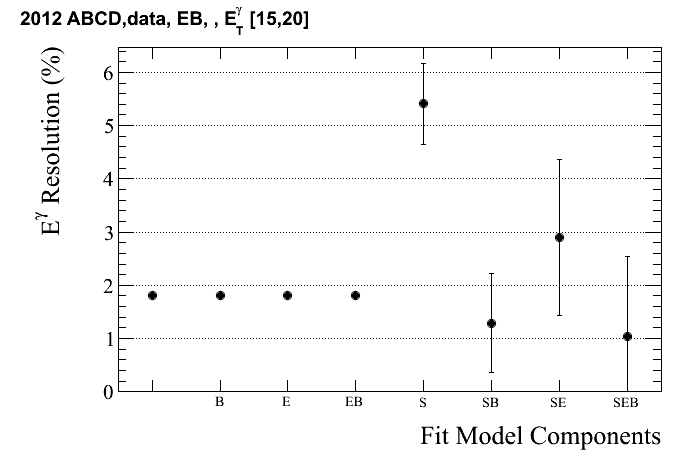 2012 ABCD,data, EB, , E_T^γ [15,20]
E^γ Resolution (%)
6
5
4
3
2
1
0
B E EB S SB SE SEB
Fit Model Components